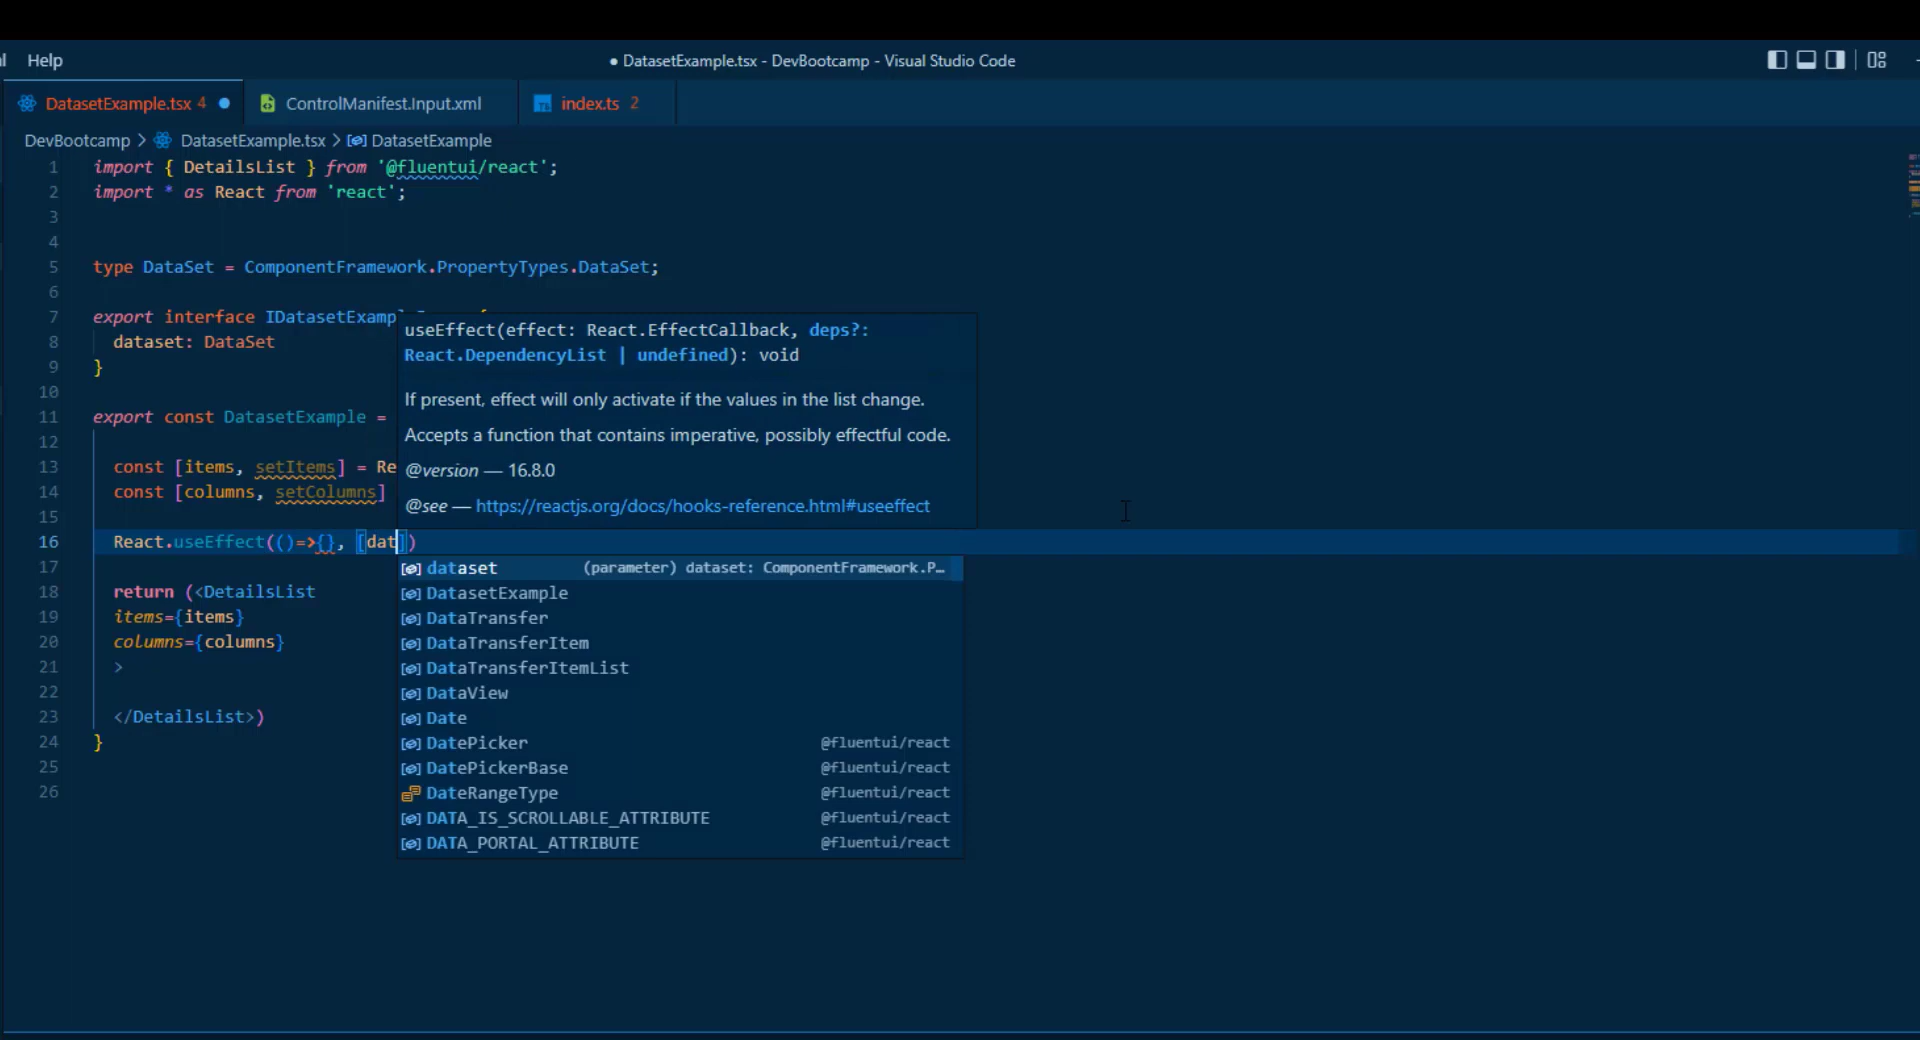 Help
● DatasetExample.tsx - DevBootcamp - Visual Studio Code
DatasetExample.tsx 4 ●
ControlManifest.Input.xml
TS index.ts 2
DevBootcamp > DatasetExample.tsx > DatasetExample
1 import { DetailsList } from '@fluentui/react';
2 import * as React from 'react';
3
4
5 type DataSet = ComponentFramework.PropertyTypes.DataSet;
6
7 export interface IDatasetExamp
8 dataset: DataSet
9 }
10
11 export const DatasetExample =
12
13 const [items, setItems] = Re
14 const [columns, setColumns]
15
16 React.useEffect(()=>{}, [dat])
17
18 return (<DetailsList
19 items={items}
20 columns={columns}
21 >
22
23 </DetailsList>)
24 }
25
26
useEffect(effect: React.EffectCallback, deps?:
React.DependencyList | undefined): void
If present, effect will only activate if the values in the list change.
Accepts a function that contains imperative, possibly effectful code.
@version — 16.8.0
@see — https://reactjs.org/docs/hooks-reference.html#useeffect
dataset (parameter) dataset: ComponentFramework.P…
DatasetExample
DataTransfer
DataTransferItem
DataTransferItemList
DataView
Date
DatePicker @fluentui/react
DatePickerBase @fluentui/react
DateRangeType @fluentui/react
DATA_IS_SCROLLABLE_ATTRIBUTE @fluentui/react
DATA_PORTAL_ATTRIBUTE @fluentui/react